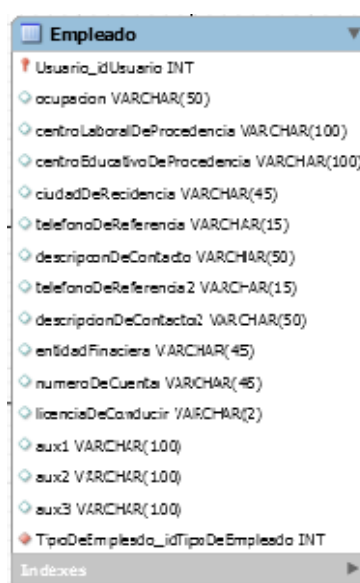 Empleado
Usuario_idUsuario INT
ocupacion VARCHAR(50)
centroLaboralDeProcedencia VARCHAR(100)
centroEducativoDeProcedencia VARCHAR(100)
ciudadDeRecidencia VARCHAR(45)
telefonoDeReferencia VARCHAR(15)
descripconDeContacto VARCHAR(50)
telefonoDeReferencia2 VARCHAR(15)
descripcionDeContacto2 VARCHAR(50)
entidadFinaciera VARCHAR(45)
numeroDeCuenta VARCHAR(45)
licenciaDeConducir VARCHAR(2)
aux1 VARCHAR(100)
aux2 VARCHAR(100)
aux3 VARCHAR(100)
TipoDeEmpleado_idTipoDeEmpleado INT
Indexes